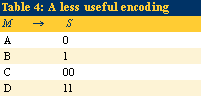 Table 4: A less useful encoding
M → S
A 0
B 1
C 00
D 11